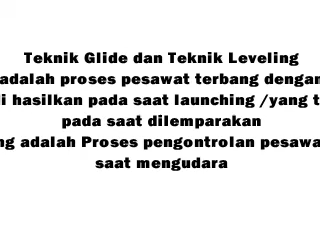 Teknik Glide dan Teknik Leveling
adalah proses pesawat terbang dengan
hasilkan pada saat launching /yang
pada saat dilemparakan
adalah Proses pengontrolan
saat mengudara